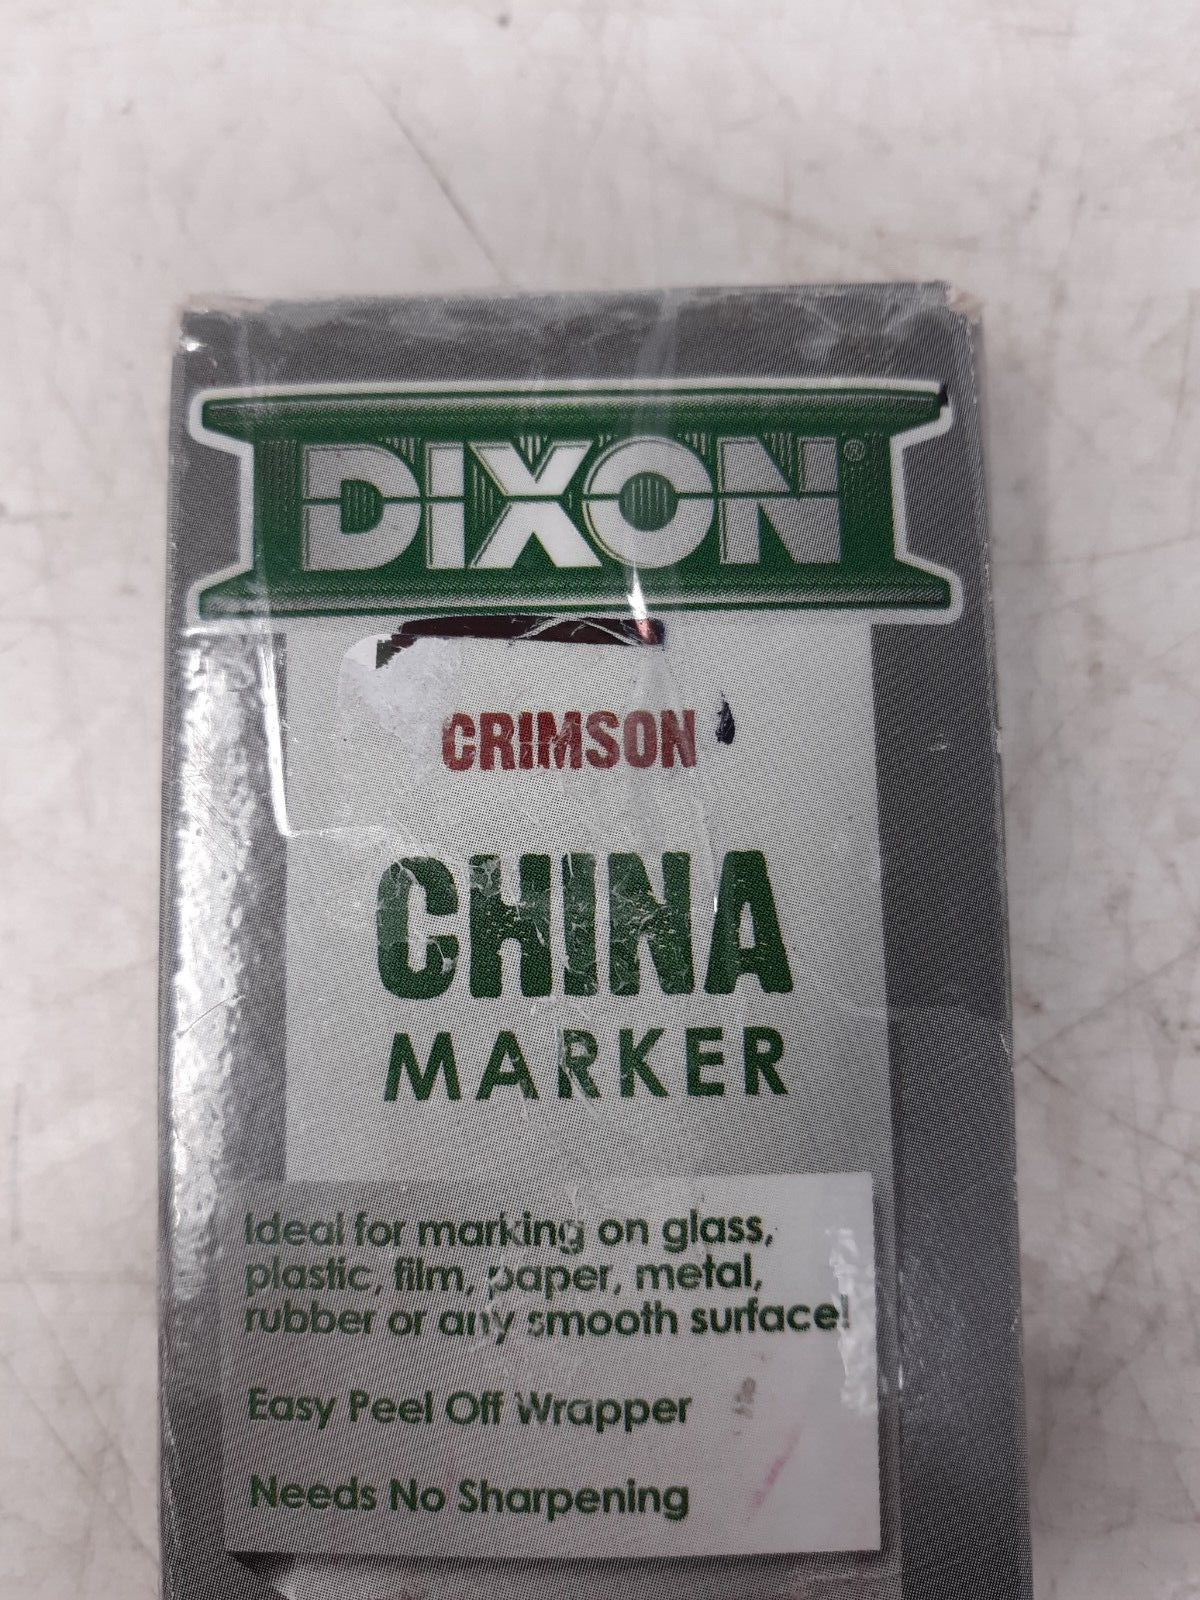 DIXON®
CRIMSON
CHINA
MARKER
Ideal for marking on glass,
plastic, film, paper, metal,
rubber or any smooth surface!
Easy Peel Off Wrapper
Needs No Sharpening